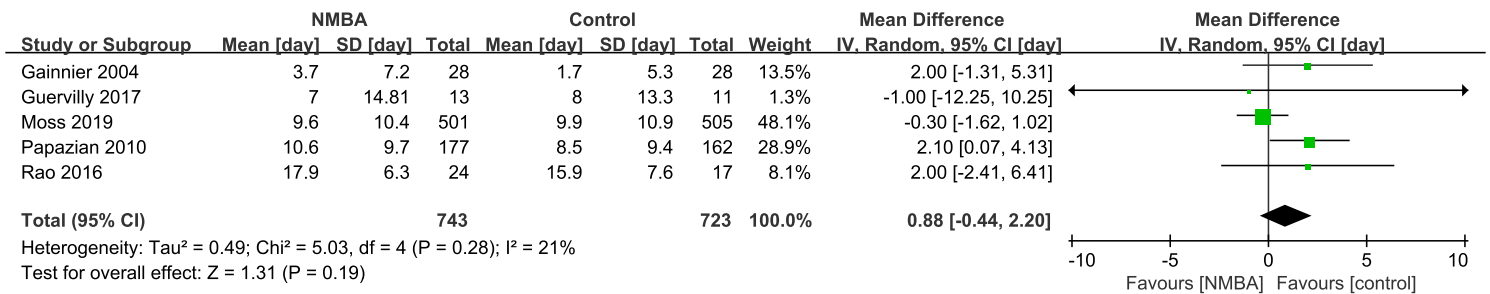 NMBA Control Mean Difference Mean Difference
Study or Subgroup Mean [day] SD [day] Total Mean [day] SD [day] Total Weight IV, Random, 95% CI [day] IV, Random, 95% CI [day]
Gainnier 2004 3.7 7.2 28 1.7 5.3 28 13.5% 2.00 [-1.31, 5.31]
Guervilly 2017 7 14.81 13 8 13.3 11 1.3% -1.00 [-12.25, 10.25]
Moss 2019 9.6 10.4 501 9.9 10.9 505 48.1% -0.30 [-1.62, 1.02]
Papazian 2010 10.6 9.7 177 8.5 9.4 162 28.9% 2.10 [0.07, 4.13]
Rao 2016 17.9 6.3 24 15.9 7.6 17 8.1% 2.00 [-2.41, 6.41]
Total (95% CI) 743 723 100.0% 0.88 [-0.44, 2.20]
Heterogeneity: Tau² = 0.49; Chi² = 5.03, df = 4 (P = 0.28); I² = 21%
Test for overall effect: Z = 1.31 (P = 0.19)
-10 -5 0 5 10
Favours [NMBA] Favours [control]